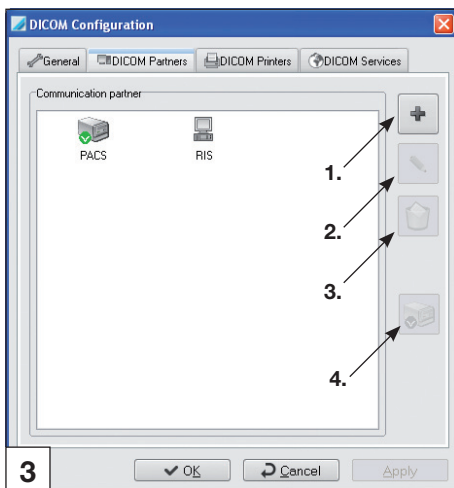 DICOM Configuration
General DICOM Partners DICOM Printers DICOM Services
Communication partner
PACS RIS
1.
2.
3.
4.
3 OK Cancel Apply